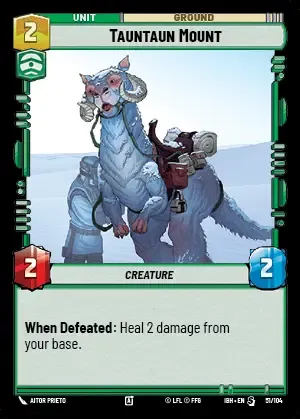 UNIT GROUND
2
TAUNTAUN MOUNT
2
2
CREATURE
When Defeated: Heal 2 damage from
your base.
AITOR PRIETO © LFL © FFG IBH • EN 51/104